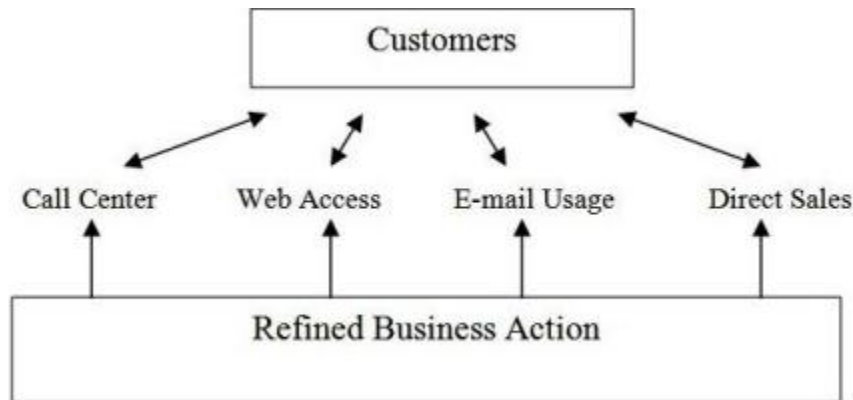 Customers
Call Center Web Access E-mail Usage Direct Sales
Refined Business Action